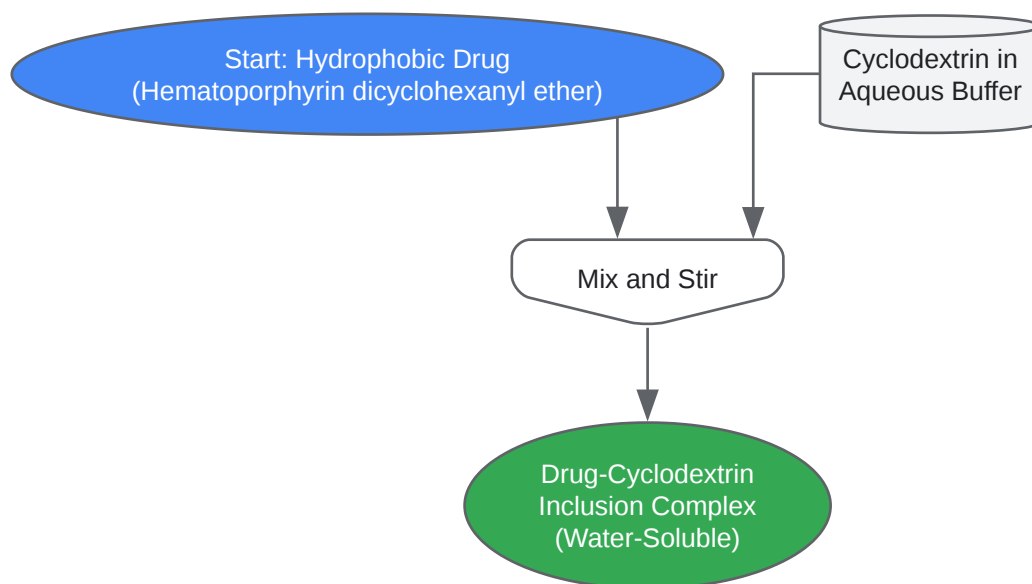 Start: Hydrophobic Drug
(Hematoporphyrin dicyclohexanyl ether)
Cyclodextrin in
Aqueous Buffer
Mix and Stir
Drug-Cyclodextrin
Inclusion Complex
(Water-Soluble)